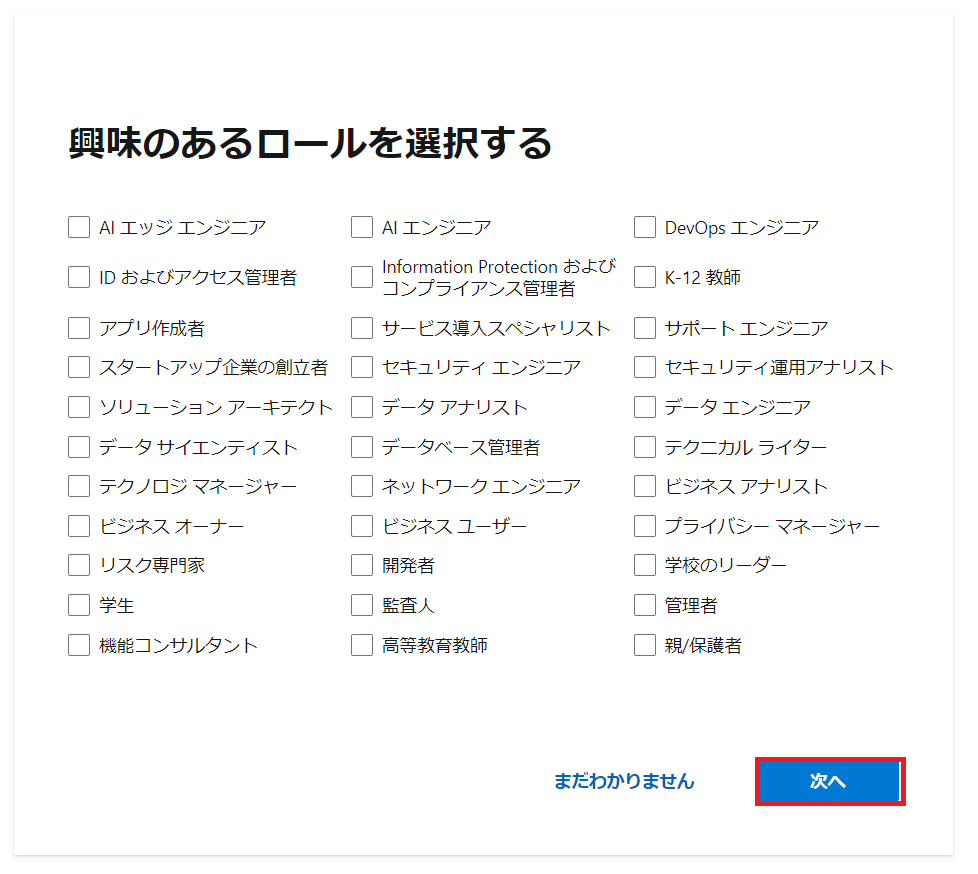 興味のあるロールを選択する
AI エッジ エンジニア
AI エンジニア
DevOps エンジニア
ID およびアクセス管理者
Information Protection および
コンプライアンス管理者
K-12 教師
アプリ作成者
サービス導入スペシャリスト
サポート エンジニア
スタートアップ企業の創立者
セキュリティ エンジニア
セキュリティ運用アナリスト
ソリューション アーキテクト
データ アナリスト
データ エンジニア
データ サイエンティスト
データベース管理者
テクニカル ライター
テクノロジ マネージャー
ネットワーク エンジニア
ビジネス アナリスト
ビジネス オーナー
ビジネス ユーザー
プライバシー マネージャー
リスク専門家
開発者
学校のリーダー
学生
監査人
管理者
機能コンサルタント
高等教育教師
親/保護者
まだわかりません
次へ